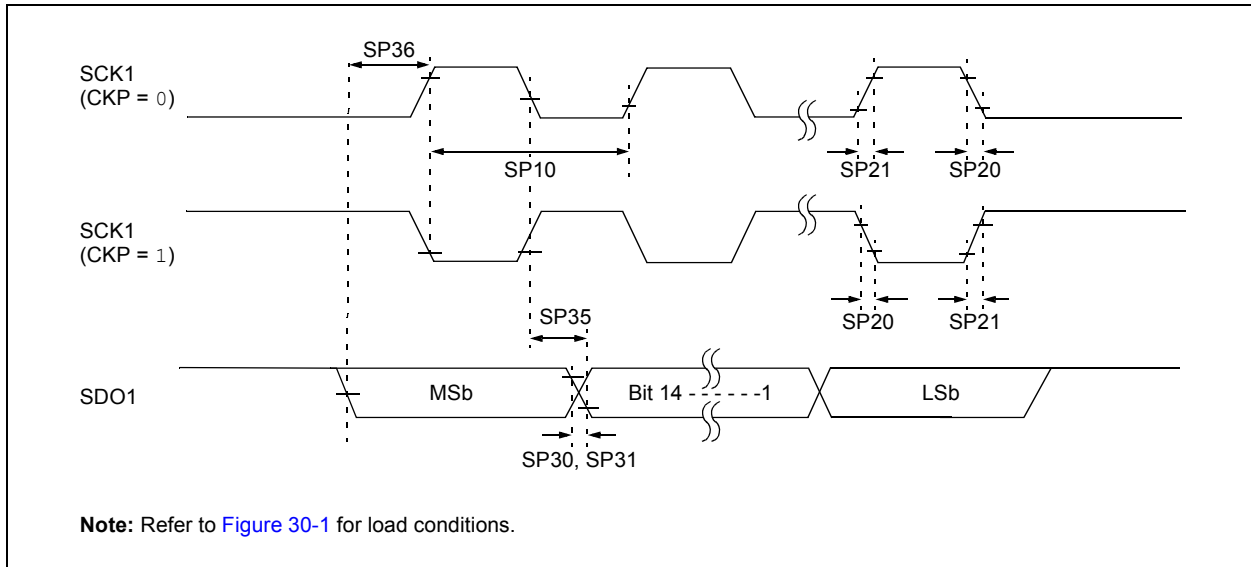 SP36
SCK1
(CKP = 0)
SP10
SP21
SP20
SCK1
(CKP = 1)
SP35
SP20
SP21
SDO1
MSb
Bit 14 - - - - - -1
LSb
SP30, SP31
Note: Refer to Figure 30-1 for load conditions.